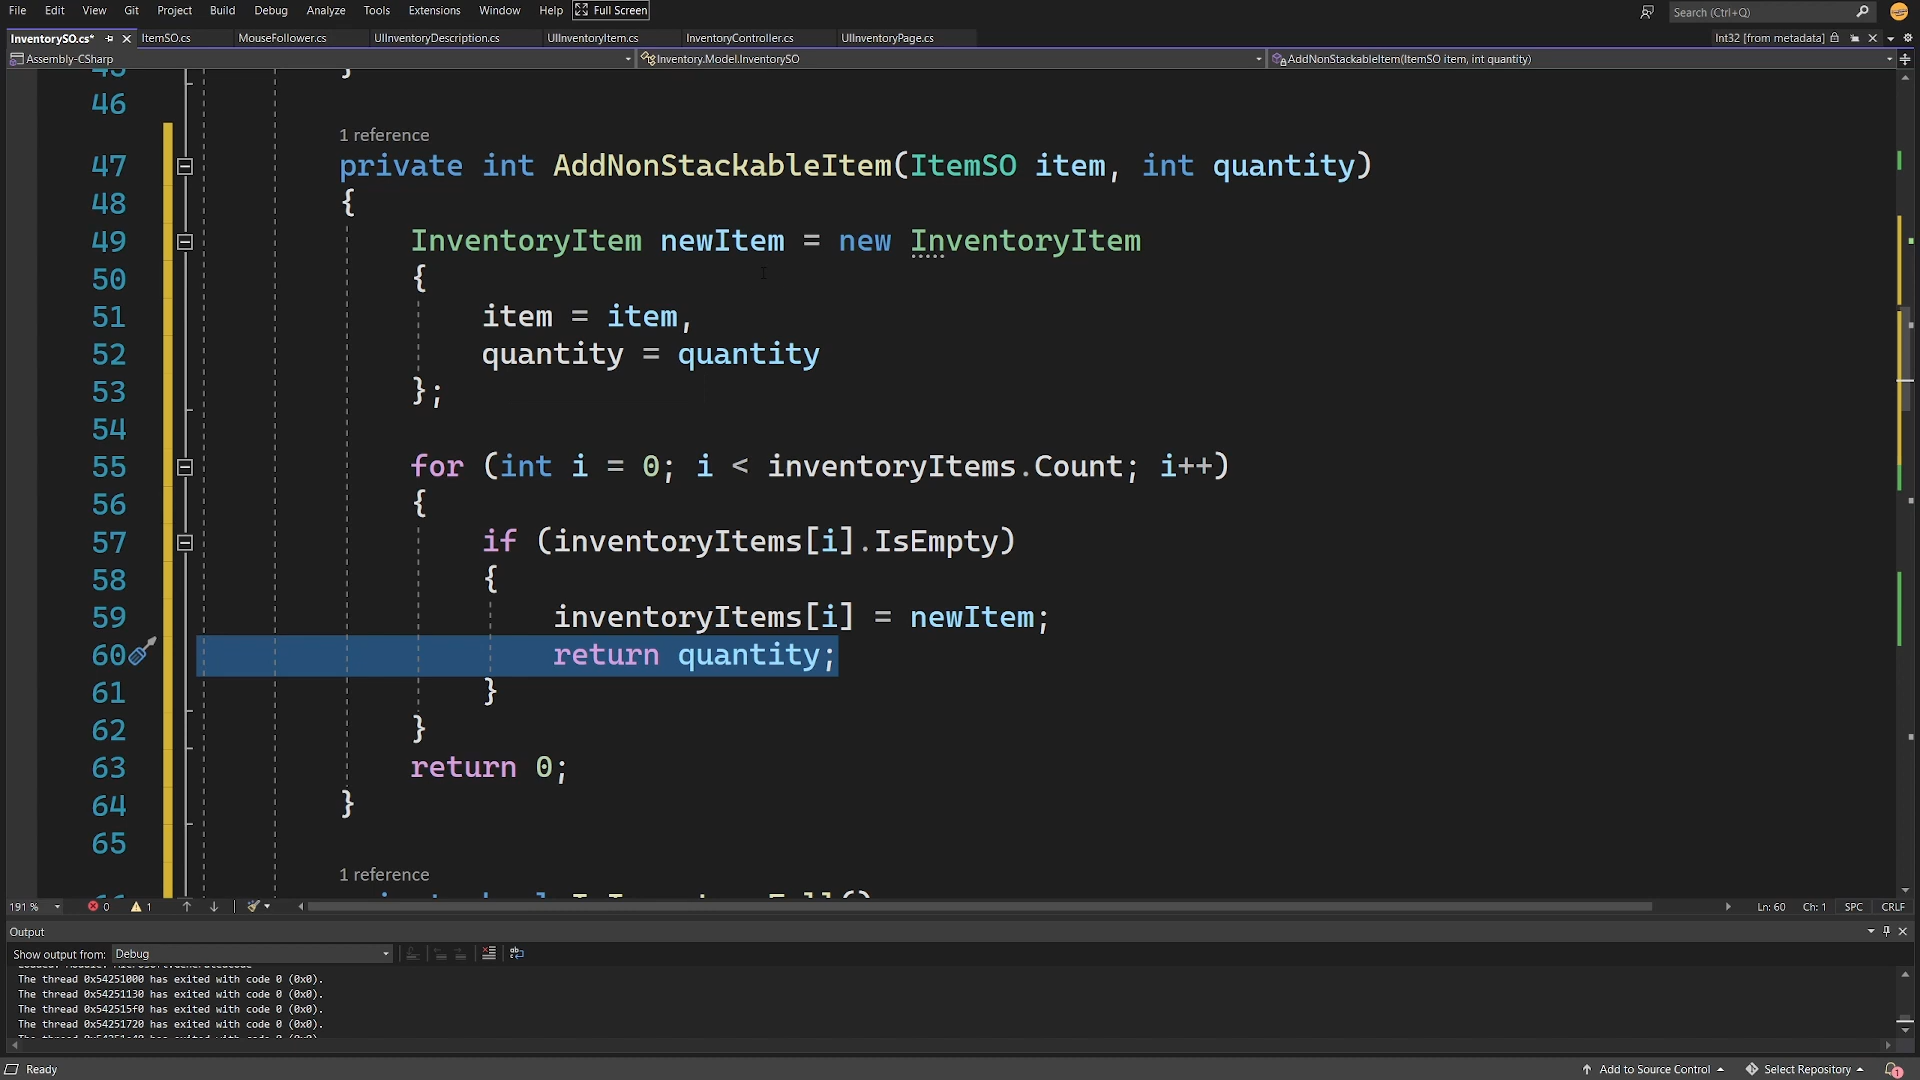 File Edit View Git Project Build Debug Analyze Tools Extensions Window Help Full Screen Search (Ctrl+Q)
InventorySO.cs* ItemSO.cs MouseFollower.cs UIInventoryDescription.cs UIInventoryItem.cs InventoryController.cs UIInventoryPage.cs Int32 [from metadata]
Assembly-CSharp Inventory.Model.InventorySO AddNonStackableItem(ItemSO item, int quantity)
45 }
46
1 reference
47 private int AddNonStackableItem(ItemSO item, int quantity)
48 {
49 InventoryItem newItem = new InventoryItem
50 {
51 item = item,
52 quantity = quantity
53 };
54
55 for (int i = 0; i < inventoryItems.Count; i++)
56 {
57 if (inventoryItems[i].IsEmpty)
58 {
59 inventoryItems[i] = newItem;
60 return quantity;
61 }
62 }
63 return 0;
64 }
65
1 reference
191 % 0 1 Ln: 60 Ch: 1 SPC CRLF
Output
Show output from: Debug
The thread 0x54251000 has exited with code 0 (0x0).
The thread 0x54251130 has exited with code 0 (0x0).
The thread 0x542515f0 has exited with code 0 (0x0).
The thread 0x54251720 has exited with code 0 (0x0).
Ready Add to Source Control Select Repository 1